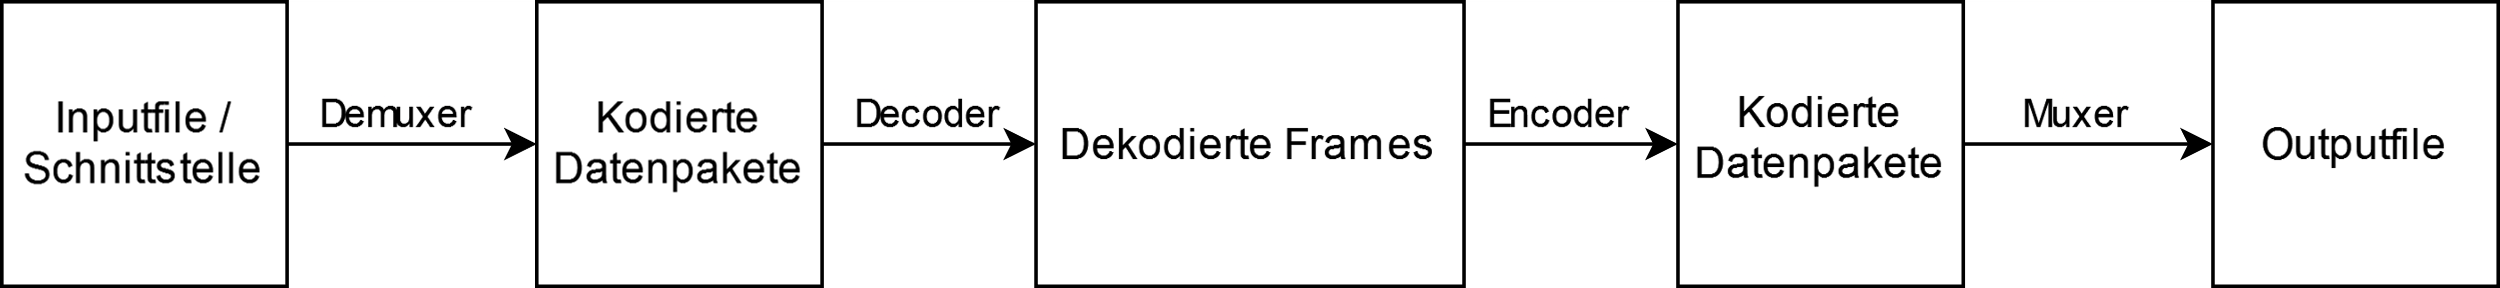 Inputfile /
Schnittstelle
Demuxer
Kodierte
Datenpakete
Decoder
Dekodierte Frames
Encoder
Kodierte
Datenpakete
Muxer
Outputfile